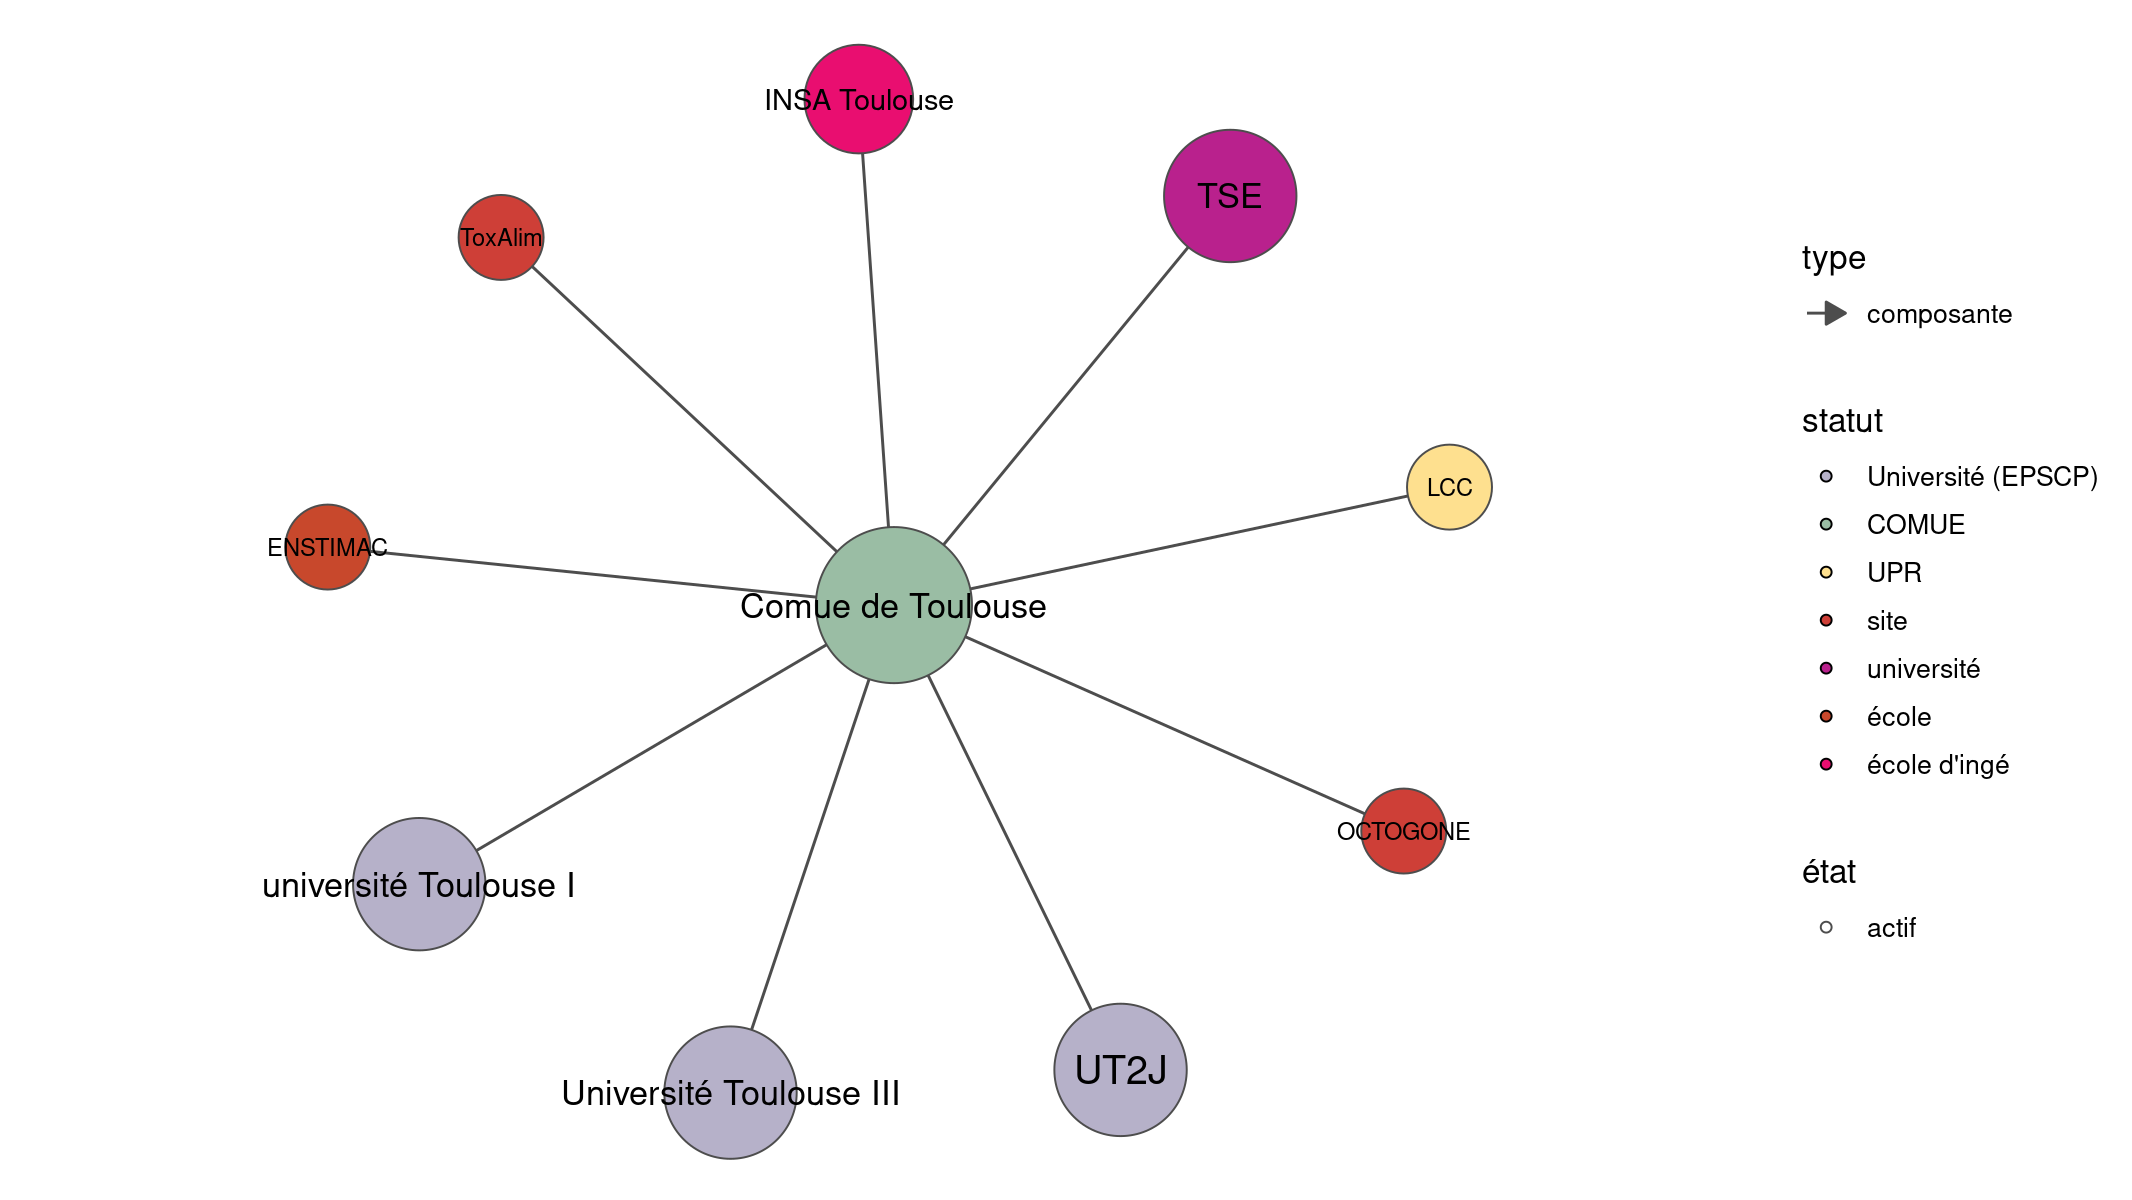 INSA Toulouse
TSE
ToxAlim
LCC
ENSTIMAC
Comue de Toulouse
OCTOGONE
université Toulouse I
UT2J
Université Toulouse III
type
composante
statut
Université (EPSCP)
COMUE
UPR
site
université
école
école d'ingé
état
actif